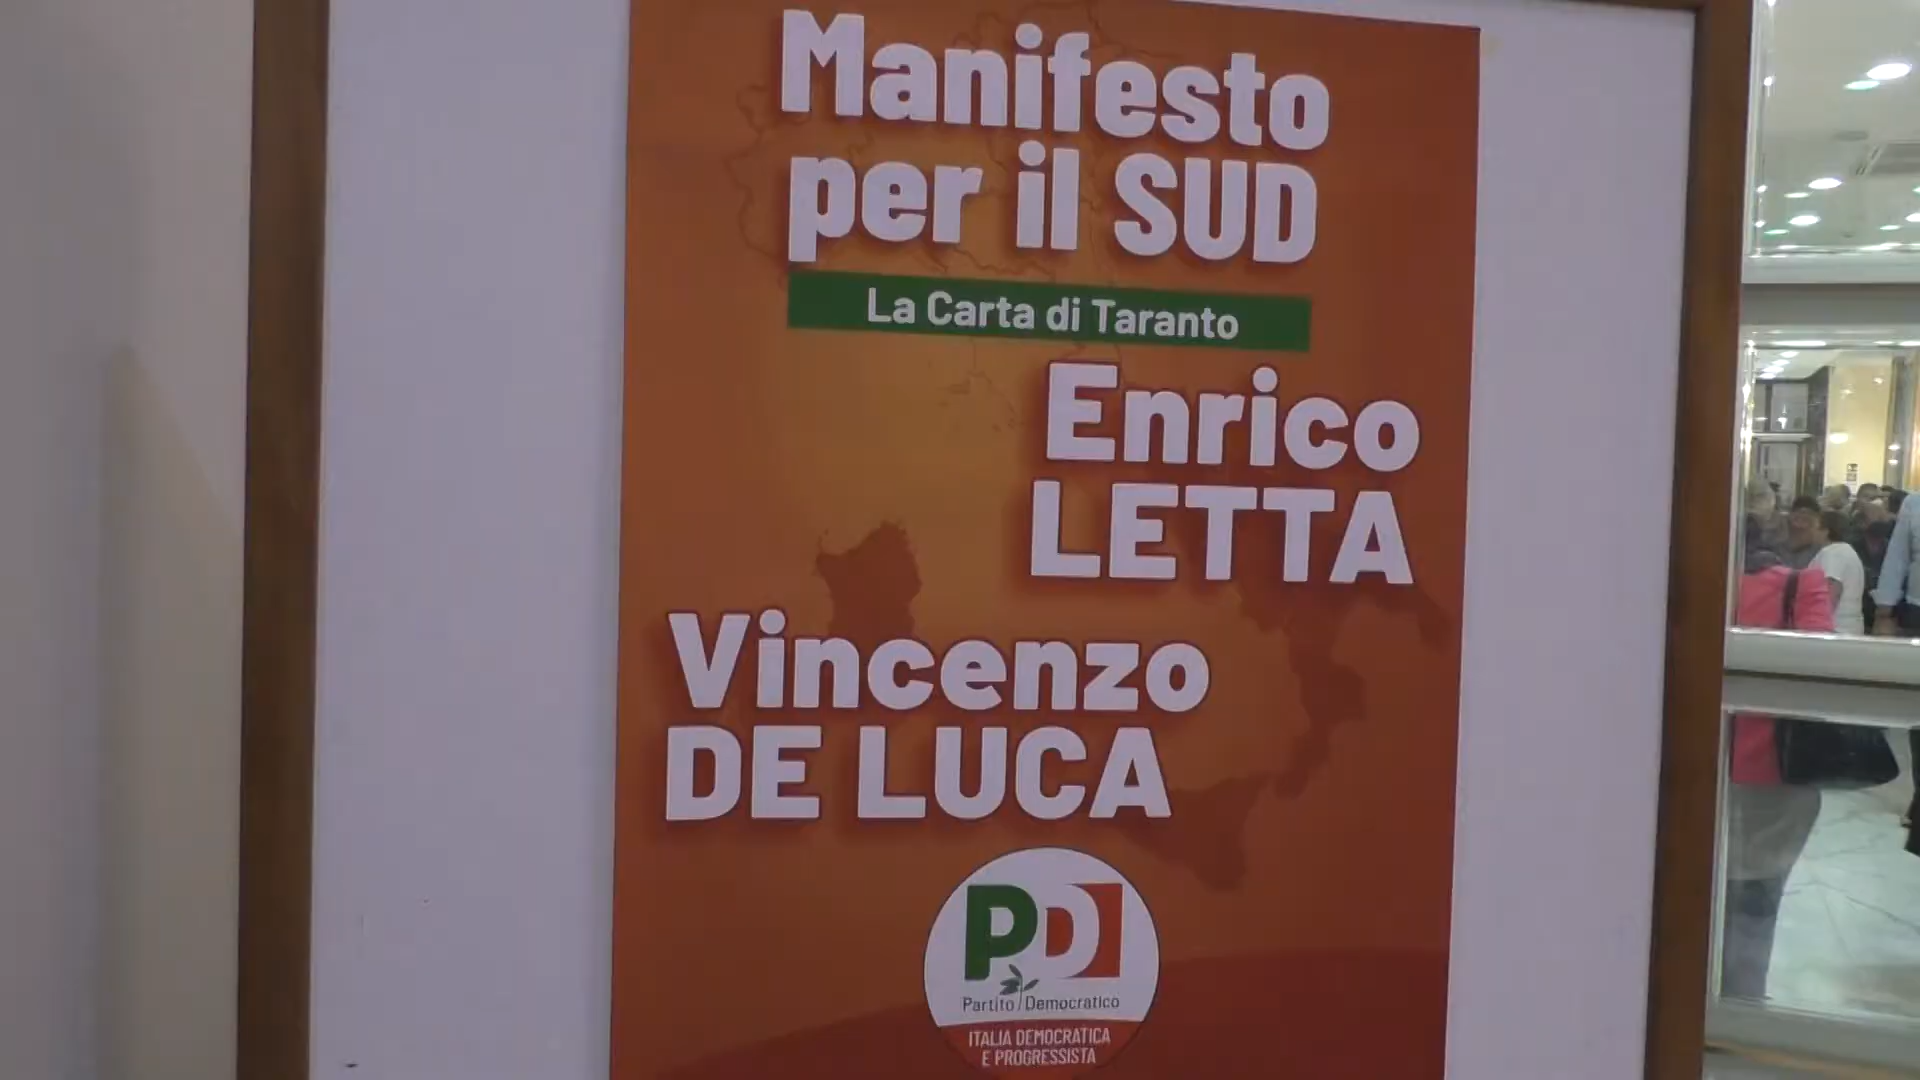 Manifesto
per il SUD
La Carta di Taranto
Enrico
LETTA
Vincenzo
DE LUCA
PD
Partito Democratico
ITALIA DEMOCRATICA
E PROGRESSISTA